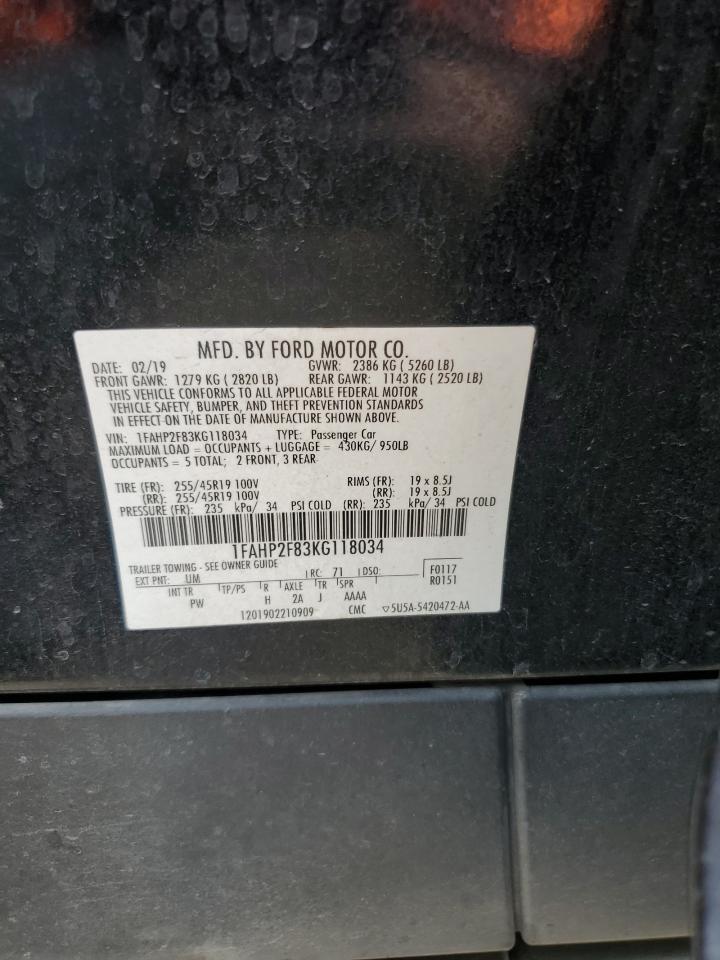 MFD. BY FORD MOTOR CO.
DATE: 02/19 GVWR: 2386 KG ( 5260 LB)
FRONT GAWR: 1279 KG ( 2820 LB) REAR GAWR: 1143 KG ( 2520 LB)
THIS VEHICLE CONFORMS TO ALL APPLICABLE FEDERAL MOTOR
VEHICLE SAFETY, BUMPER, AND THEFT PREVENTION STANDARDS
IN EFFECT ON THE DATE OF MANUFACTURE SHOWN ABOVE.
VIN: 1FAHP2F83KG118034 TYPE: Passenger Car
MAXIMUM LOAD = OCCUPANTS + LUGGAGE = 430KG/ 950LB
OCCUPANTS = 5 TOTAL; 2 FRONT, 3 REAR
TIRE (FR): 255/45R19 100V RIMS (FR): 19 x 8.5J
(RR): 255/45R19 100V (RR): 19 x 8.5J
PRESSURE (FR): 235 kPa/ 34 PSI COLD (RR): 235 kPa/ 34 PSI COLD
1FAHP2F83KG118034
TRAILER TOWING - SEE OWNER GUIDE
EXT PNT: UM RC: 71 DSO: F0117
INT TR TP/PS R AXLE TR SPR R0151
PW H 2A J AAAA
1201902210909 CMC ▽5U5A-5420472-AA